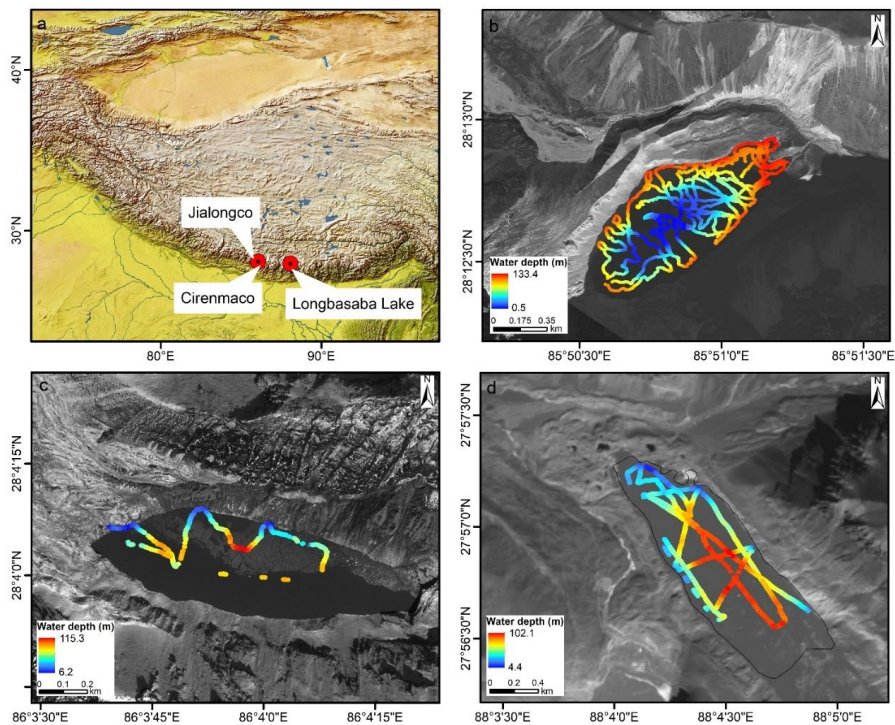 a
40°N
30°N
Jialongco
Cirenmaco
Longbasaba Lake
80°E
90°E
b
N
28°13'0"N
28°12'30"N
Water depth (m)
133.4
0.5
0 0.175 0.35
km
85°50'30"E
85°51'0"E
85°51'30"E
c
N
28°4'15"N
28°4'0"N
Water depth (m)
115.3
6.2
0 0.1 0.2
km
86°3'30"E
86°3'45"E
86°4'0"E
86°4'15"E
d
N
27°57'30"N
27°57'0"N
27°56'30"N
Water depth (m)
102.1
4.4
0 0.2 0.4
km
88°3'30"E
88°4'0"E
88°4'30"E
88°5'0"E